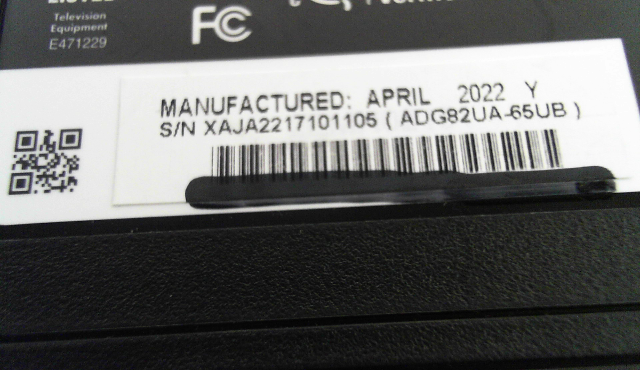 Television
Equipment
E471229
FC
MANUFACTURED: APRIL 2022 Y
S/N XAJA2217101105 ( ADG82UA-65UB )